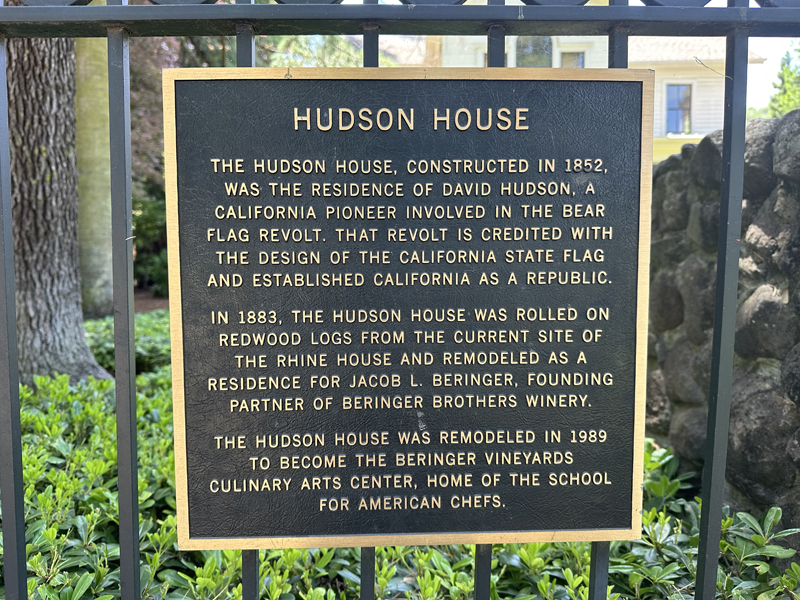 HUDSON HOUSE
THE HUDSON HOUSE, CONSTRUCTED IN 1852,
WAS THE RESIDENCE OF DAVID HUDSON, A
CALIFORNIA PIONEER INVOLVED IN THE BEAR
FLAG REVOLT. THAT REVOLT IS CREDITED WITH
THE DESIGN OF THE CALIFORNIA STATE FLAG
AND ESTABLISHED CALIFORNIA AS A REPUBLIC.
IN 1883, THE HUDSON HOUSE WAS ROLLED ON
REDWOOD LOGS FROM THE CURRENT SITE OF
THE RHINE HOUSE AND REMODELED AS A
RESIDENCE FOR JACOB L. BERINGER, FOUNDING
PARTNER OF BERINGER BROTHERS WINERY.
THE HUDSON HOUSE WAS REMODELED IN 1989
TO BECOME THE BERINGER VINEYARDS
CULINARY ARTS CENTER, HOME OF THE SCHOOL
FOR AMERICAN CHEFS.